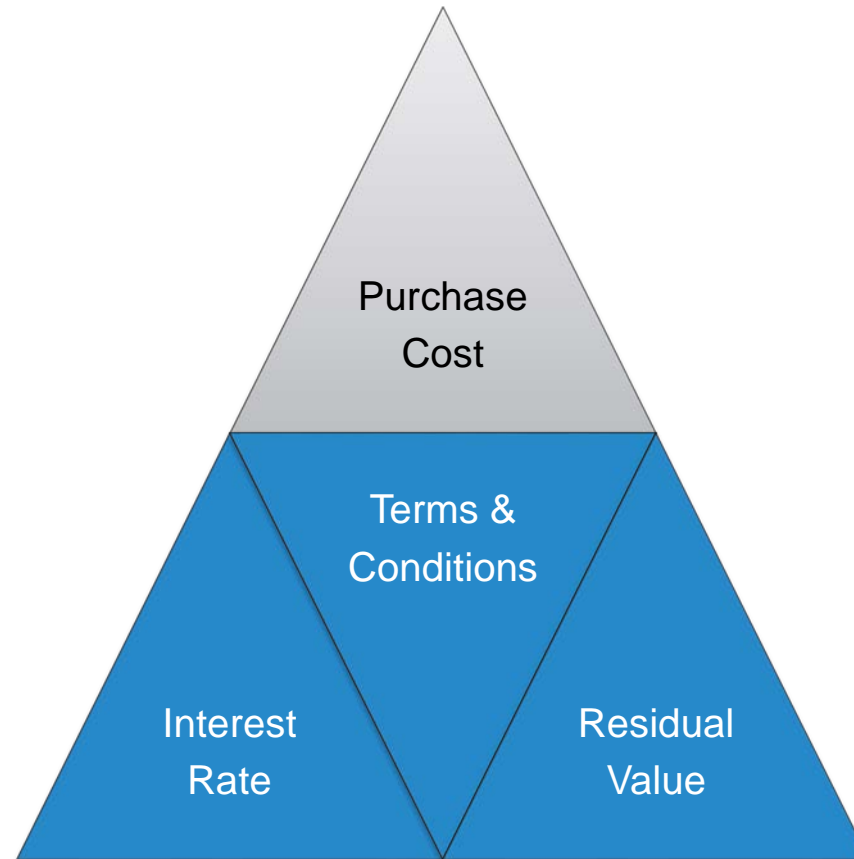 Purchase
Cost
Terms &
Conditions
Interest
Rate
Residual
Value